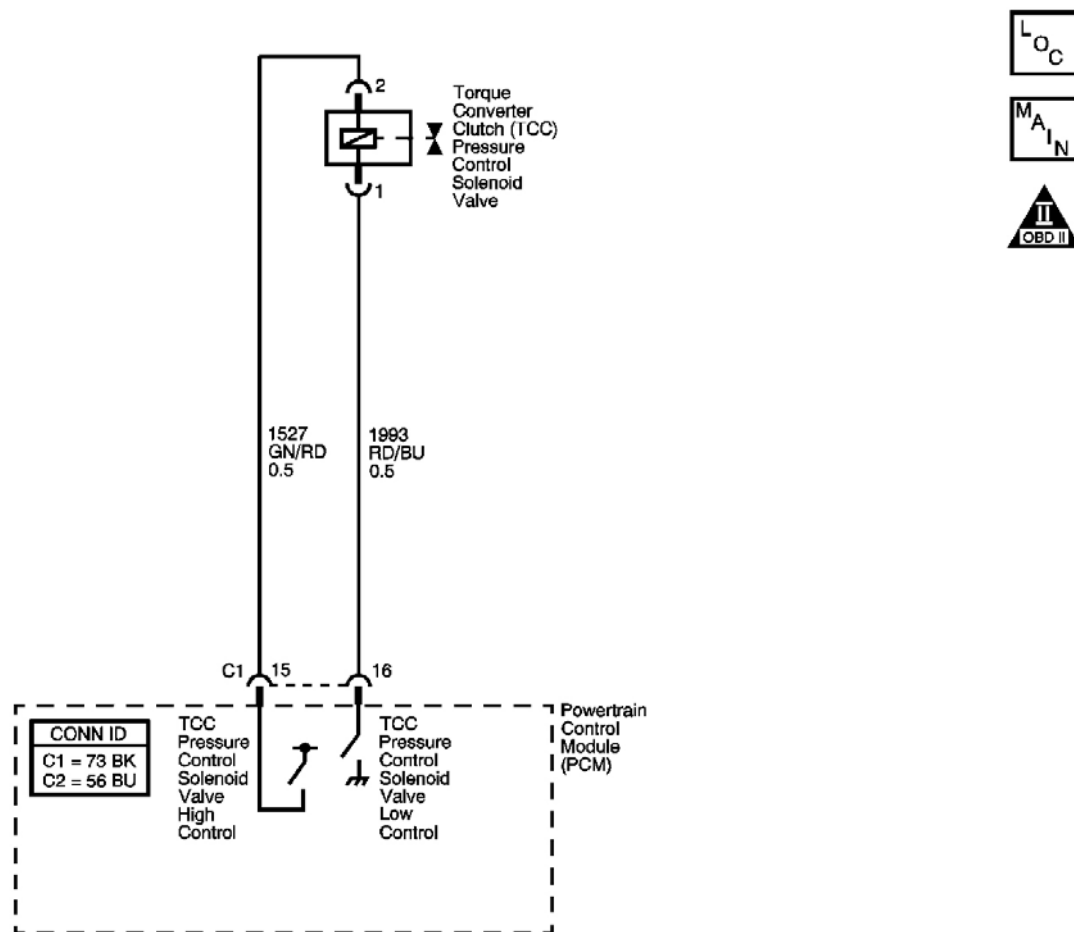 LOC
MAIN
II
OBD II
2
Torque
Converter
Clutch (TCC)
Pressure
Control
Solenoid
Valve
1
1527
GN/RD
0.5
1993
RD/BU
0.5
C1 15
16
CONN ID
C1 = 73 BK
C2 = 56 BU
TCC
Pressure
Control
Solenoid
Valve
High
Control
TCC
Pressure
Control
Solenoid
Valve
Low
Control
Powertrain
Control
Module
(PCM)